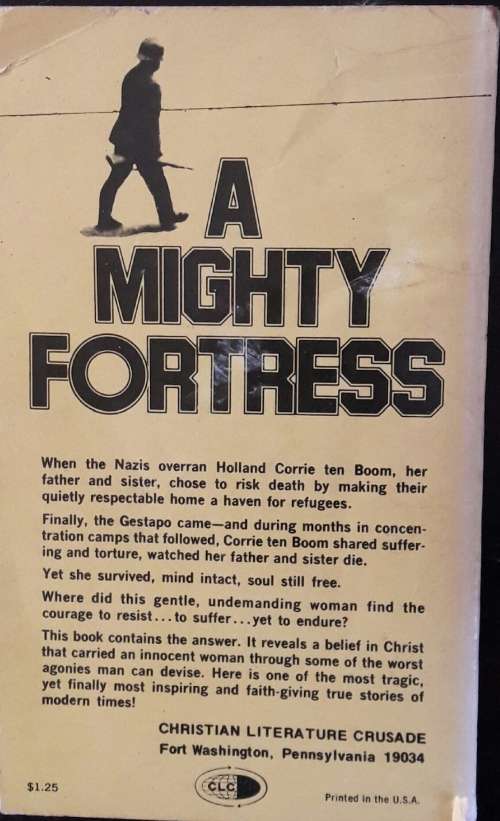 A
MIGHTY
FORTRESS
When the Nazis overran Holland Corrie ten Boom, her
father and sister, chose to risk death by making their
quietly respectable home a haven for refugees.
Finally, the Gestapo came—and during months in concen-
tration camps that followed, Corrie ten Boom shared suffer-
ing and torture, watched her father and sister die.
Yet she survived, mind intact, soul still free.
Where did this gentle, undemanding woman find the
courage to resist...to suffer...yet to endure?
This book contains the answer. It reveals a belief in Christ
that carried an innocent woman through some of the worst
agonies man can devise. Here is one of the most tragic,
yet finally most inspiring and faith-giving true stories of
modern times!
CHRISTIAN LITERATURE CRUSADE
Fort Washington, Pennsylvania 19034
$1.25
CLC
Printed in the U.S.A.